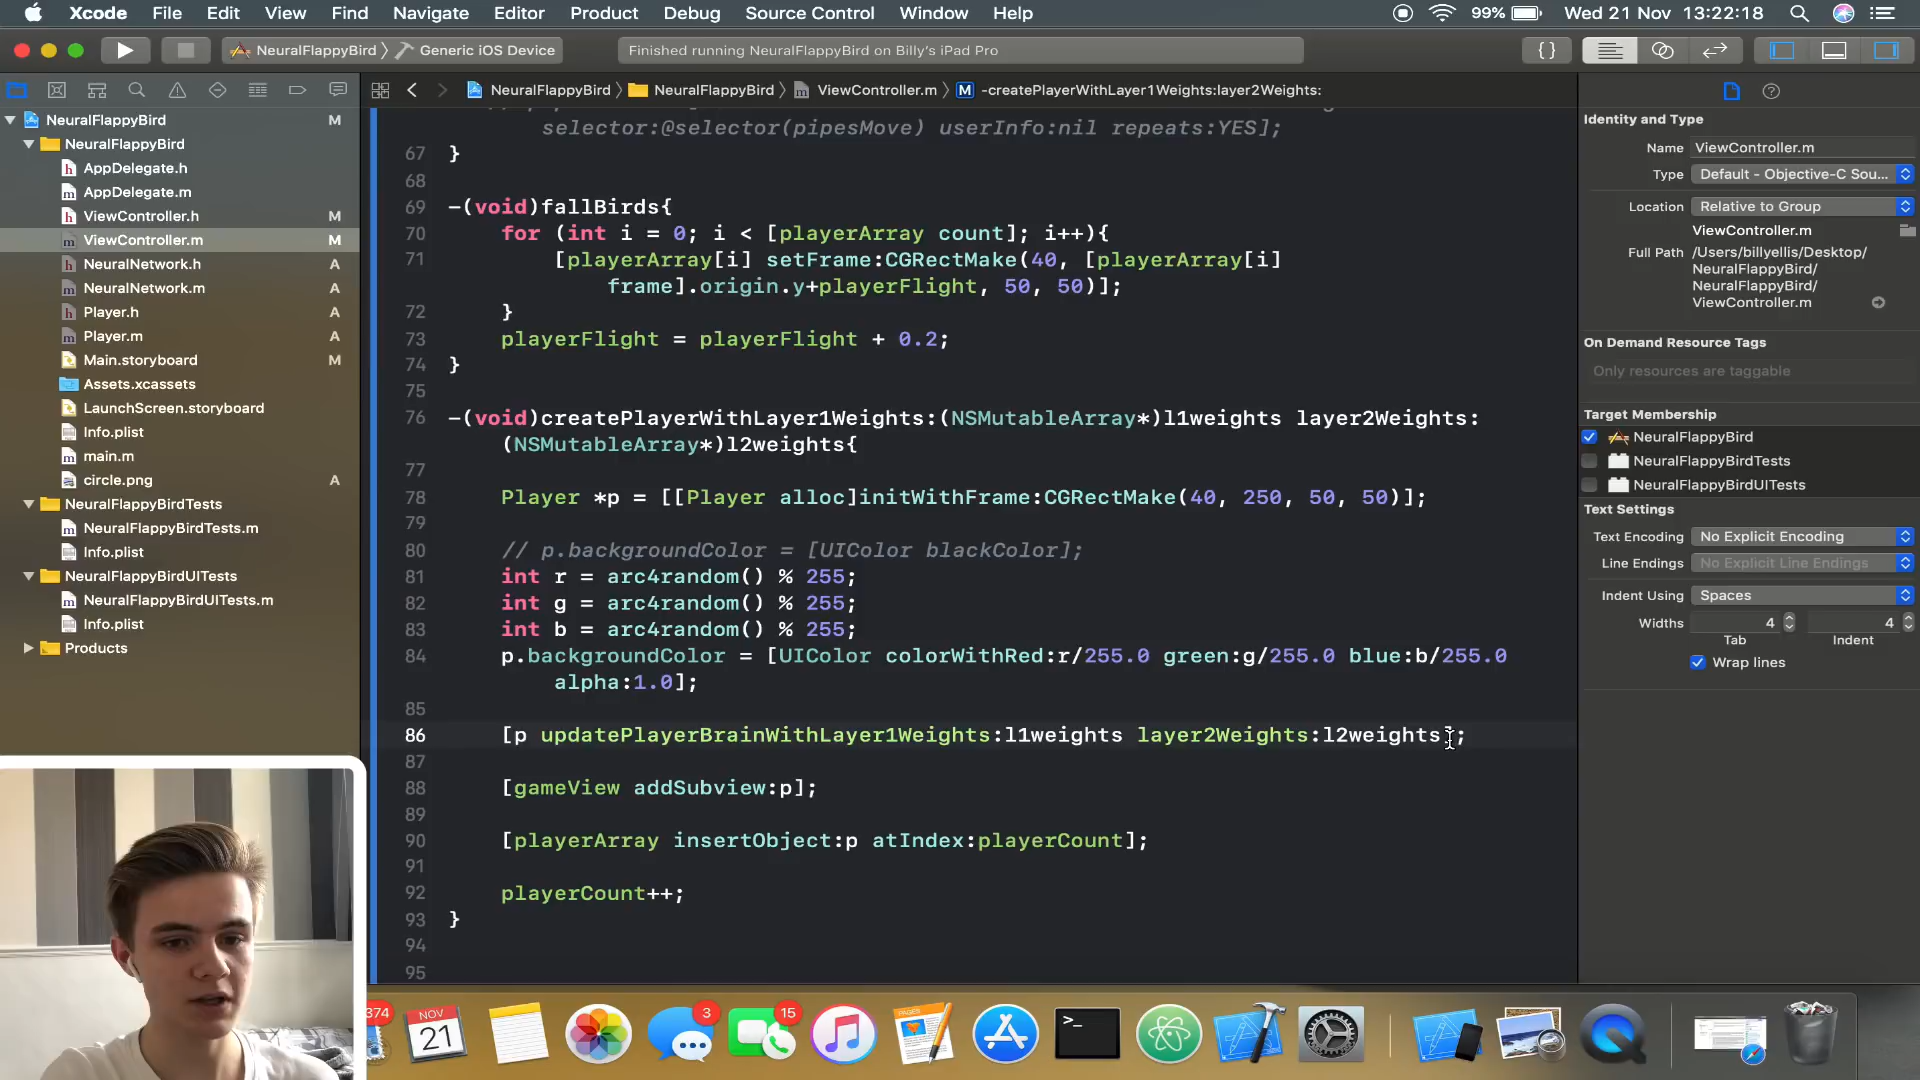 Xcode File Edit View Find Navigate Editor Product Debug Source Control Window Help 99% Wed 21 Nov 13:22:18
NeuralFlappyBird Generic iOS Device Finished running NeuralFlappyBird on Billy's iPad Pro { }
NeuralFlappyBird NeuralFlappyBird ViewController.m M -createPlayerWithLayer1Weights:layer2Weights:
NeuralFlappyBird M
NeuralFlappyBird
AppDelegate.h
AppDelegate.m
ViewController.h M
ViewController.m M
NeuralNetwork.h A
NeuralNetwork.m A
Player.h A
Player.m A
Main.storyboard M
Assets.xcassets
LaunchScreen.storyboard
Info.plist
main.m
circle.png A
NeuralFlappyBirdTests
NeuralFlappyBirdTests.m
Info.plist
NeuralFlappyBirdUITests
NeuralFlappyBirdUITests.m
Info.plist
Products
selector:@selector(pipesMove) userInfo:nil repeats:YES];
67 }
68
69 -(void)fallBirds{
70 for (int i = 0; i < [playerArray count]; i++){
71 [playerArray[i] setFrame:CGRectMake(40, [playerArray[i]
frame].origin.y+playerFlight, 50, 50)];
72 }
73 playerFlight = playerFlight + 0.2;
74 }
75
76 -(void)createPlayerWithLayer1Weights:(NSMutableArray*)l1weights layer2Weights:
(NSMutableArray*)l2weights{
77
78 Player *p = [[Player alloc]initWithFrame:CGRectMake(40, 250, 50, 50)];
79
80 // p.backgroundColor = [UIColor blackColor];
81 int r = arc4random() % 255;
82 int g = arc4random() % 255;
83 int b = arc4random() % 255;
84 p.backgroundColor = [UIColor colorWithRed:r/255.0 green:g/255.0 blue:b/255.0
alpha:1.0];
85
86 [p updatePlayerBrainWithLayer1Weights:l1weights layer2Weights:l2weights];
87
88 [gameView addSubview:p];
89
90 [playerArray insertObject:p atIndex:playerCount];
91
92 playerCount++;
93 }
94
95
Identity and Type
Name ViewController.m
Type Default - Objective-C Sou...
Location Relative to Group
ViewController.m
Full Path /Users/billyellis/Desktop/
NeuralFlappyBird/
NeuralFlappyBird/
ViewController.m
On Demand Resource Tags
Only resources are taggable
Target Membership
NeuralFlappyBird
NeuralFlappyBirdTests
NeuralFlappyBirdUITests
Text Settings
Text Encoding No Explicit Encoding
Line Endings No Explicit Line Endings
Indent Using Spaces
Widths 4 4
Tab Indent
Wrap lines
374 NOV 21 3 15 PAGES >_